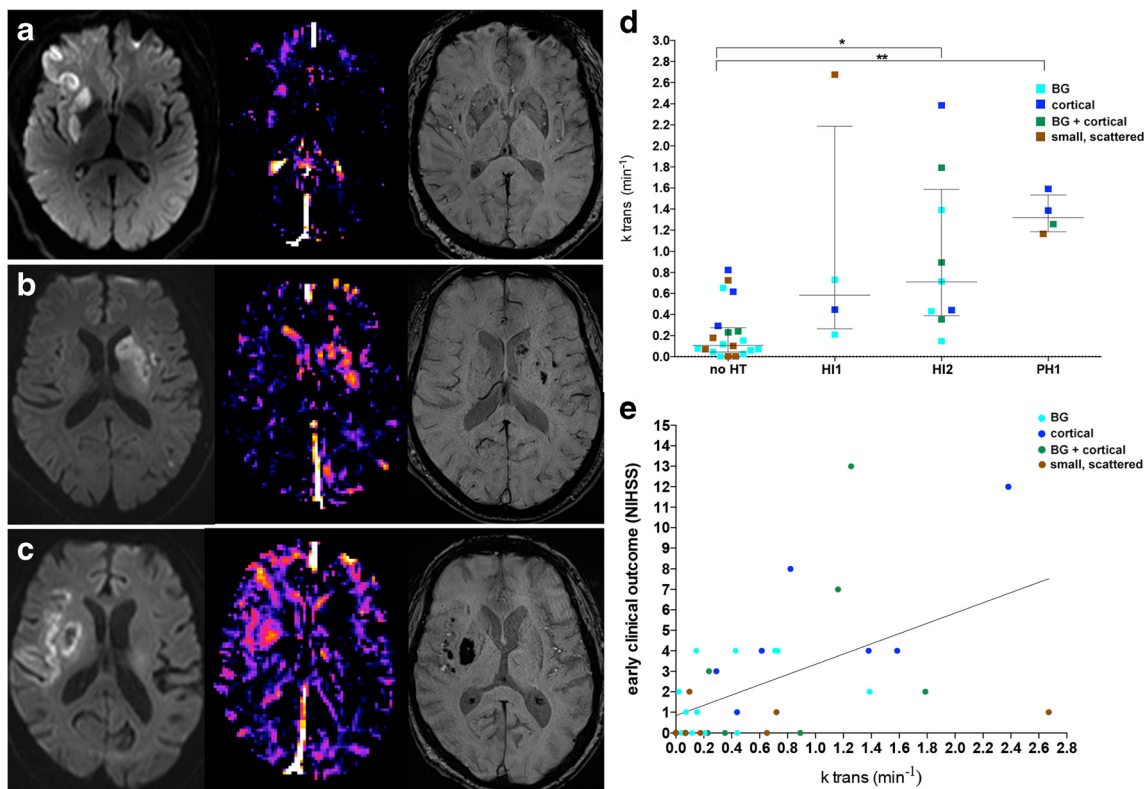 a
b
c
d
k trans (min⁻¹)
3.0
2.8
2.6
2.4
2.2
2.0
1.8
1.6
1.4
1.2
1.0
0.8
0.6
0.4
0.2
0.0
*
**
BG
cortical
BG + cortical
small, scattered
no HT HI1 HI2 PH1
e
early clinical outcome (NIHSS)
15
14
13
12
11
10
9
8
7
6
5
4
3
2
1
0
BG
cortical
BG + cortical
small, scattered
0.0 0.2 0.4 0.6 0.8 1.0 1.2 1.4 1.6 1.8 2.0 2.2 2.4 2.6 2.8
k trans (min⁻¹)